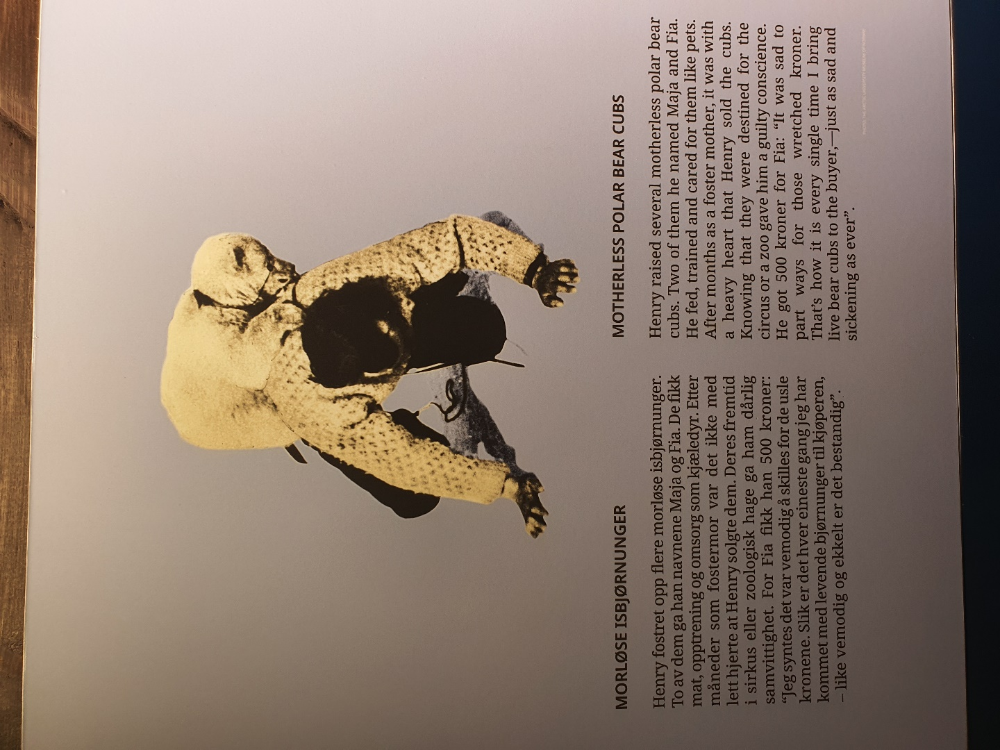 MORLØSE ISBJØRNUNGER
Henry fostret opp flere morløse isbjørnunger.
To av dem ga han navnene Maja og Fia. De fikk
mat, opptrening og omsorg som kjæledyr. Etter
måneder som fostermor var det ikke med
lett hjerte at Henry solgte dem. Deres fremtid
i sirkus eller zoologisk hage ga ham dårlig
samvittighet. For Fia fikk han 500 kroner:
“Jeg syntes det var vemodig å skilles for de usle
kronene. Slik er det hver eineste gang jeg har
kommet med levende bjørnunger til kjøperen,
– like vemodig og ekkelt er det bestandig”.
MOTHERLESS POLAR BEAR CUBS
Henry raised several motherless polar bear
cubs. Two of them he named Maja and Fia.
He fed, trained and cared for them like pets.
After months as a foster mother, it was with
a heavy heart that Henry sold the cubs.
Knowing that they were destined for the
circus or a zoo gave him a guilty conscience.
He got 500 kroner for Fia: “It was sad to
part ways for those wretched kroner.
That’s how it is every single time I bring
live bear cubs to the buyer,—just as sad and
sickening as ever”.